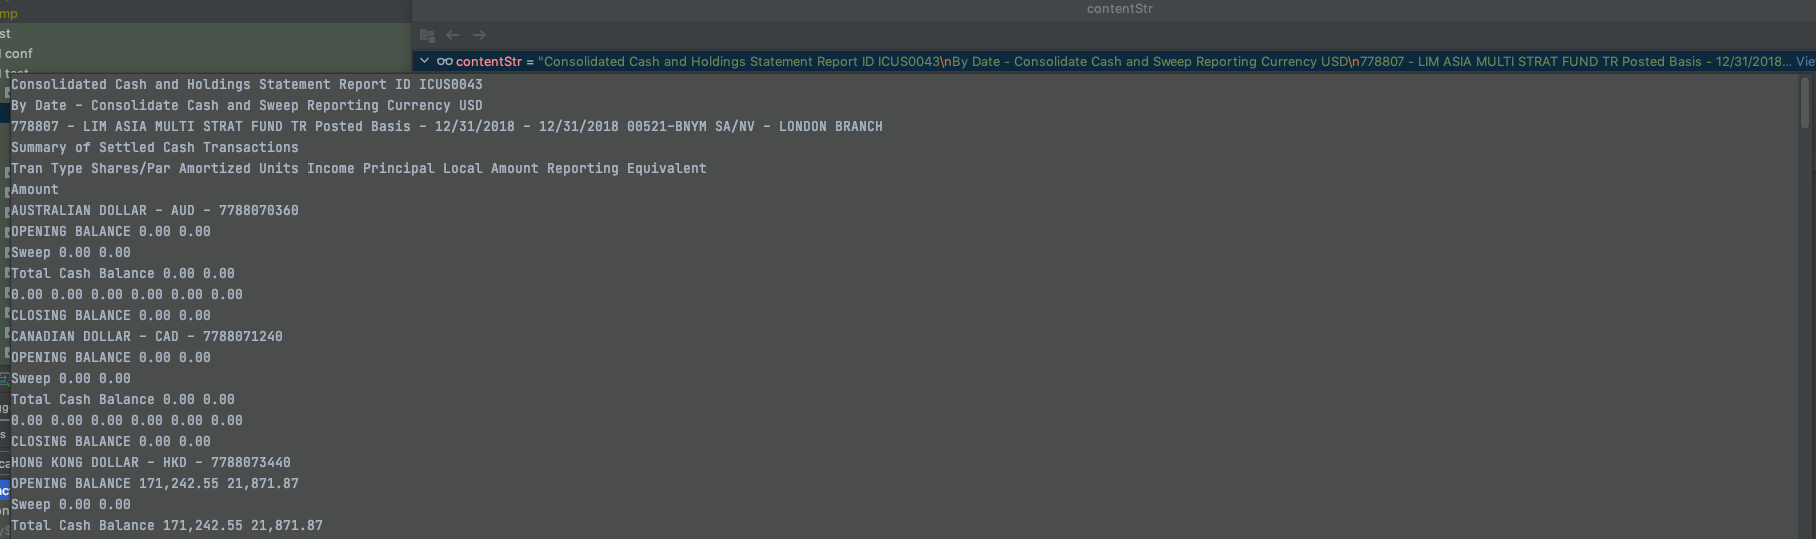 mp
contentStr
st
conf
contentStr = "Consolidated Cash and Holdings Statement Report ID ICUS0043\nBy Date - Consolidate Cash and Sweep Reporting Currency USD\n778807 - LIM ASIA MULTI STRAT FUND TR Posted Basis - 12/31/2018... Vie
Consolidated Cash and Holdings Statement Report ID ICUS0043
By Date - Consolidate Cash and Sweep Reporting Currency USD
778807 - LIM ASIA MULTI STRAT FUND TR Posted Basis - 12/31/2018 - 12/31/2018 00521-BNYM SA/NV - LONDON BRANCH
Summary of Settled Cash Transactions
Tran Type Shares/Par Amortized Units Income Principal Local Amount Reporting Equivalent
Amount
AUSTRALIAN DOLLAR - AUD - 7788070360
OPENING BALANCE 0.00 0.00
Sweep 0.00 0.00
Total Cash Balance 0.00 0.00
0.00 0.00 0.00 0.00 0.00 0.00
CLOSING BALANCE 0.00 0.00
CANADIAN DOLLAR - CAD - 7788071240
OPENING BALANCE 0.00 0.00
Sweep 0.00 0.00
Total Cash Balance 0.00 0.00
0.00 0.00 0.00 0.00 0.00 0.00
CLOSING BALANCE 0.00 0.00
HONG KONG DOLLAR - HKD - 7788073440
OPENING BALANCE 171,242.55 21,871.87
Sweep 0.00 0.00
Total Cash Balance 171,242.55 21,871.87